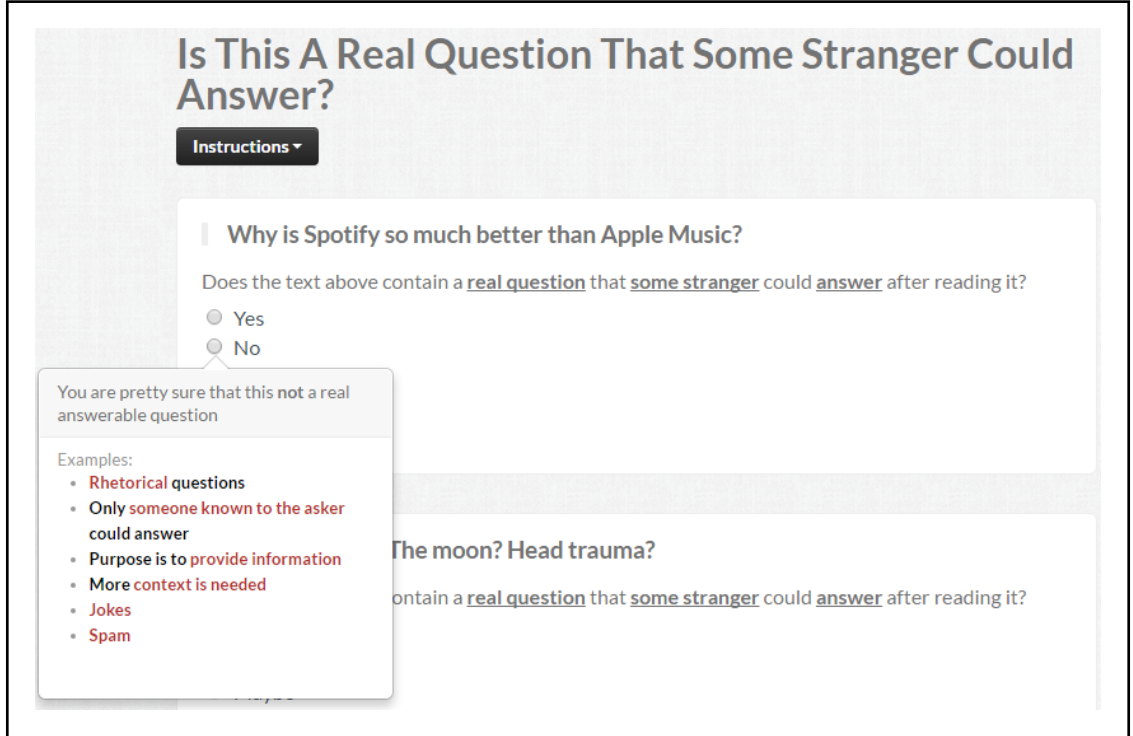 Is This A Real Question That Some Stranger Could
Answer?
Instructions
Why is Spotify so much better than Apple Music?
Does the text above contain a real question that some stranger could answer after reading it?
Yes
No
You are pretty sure that this not a real
answerable question
Examples:
Rhetorical questions
Only someone known to the asker
could answer
Purpose is to provide information
More context is needed
Jokes
Spam
The moon? Head trauma?
contain a real question that some stranger could answer after reading it?